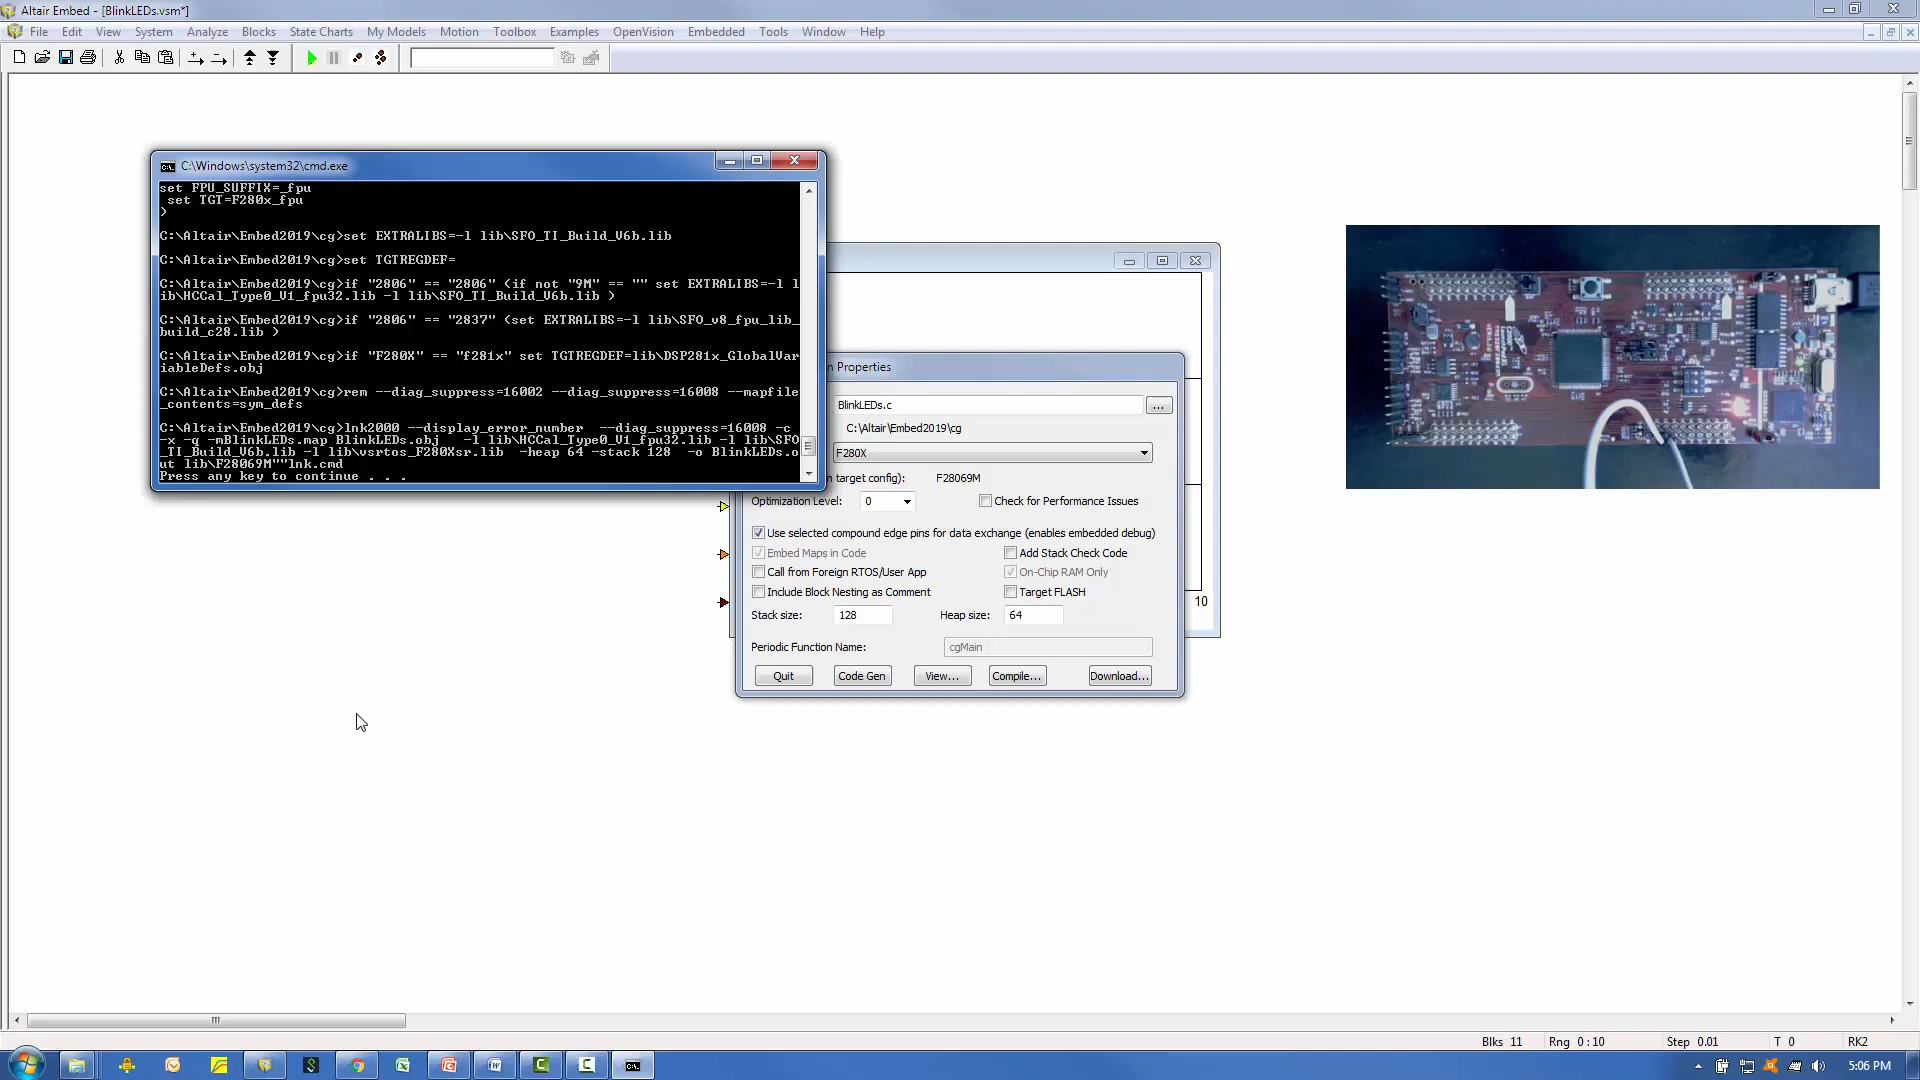 Altair Embed - [BlinkLEDs.vsm*]
File Edit View System Analyze Blocks State Charts My Models Motion Toolbox Examples OpenVision Embedded Tools Window Help
C:\Windows\system32\cmd.exe
set FPU_SUFFIX=_fpu
set TGT=F280x_fpu
)
C:\Altair\Embed2019\cg>set EXTRALIBS=-l lib\SFO_TI_Build_V6b.lib
C:\Altair\Embed2019\cg>set TGTREGDEF=
C:\Altair\Embed2019\cg>if "2806" == "2806" (if not "9M" == "" set EXTRALIBS=-l l
ib\HCCal_Type0_V1_fpu32.lib -l lib\SFO_TI_Build_V6b.lib )
C:\Altair\Embed2019\cg>if "2806" == "2837" (set EXTRALIBS=-l lib\SFO_v8_fpu_lib_
build_c28.lib )
C:\Altair\Embed2019\cg>if "F280X" == "f281x" set TGTREGDEF=lib\DSP281x_GlobalVar
iableDefs.obj
C:\Altair\Embed2019\cg>rem --diag_suppress=16002 --diag_suppress=16008 --mapfile
_contents=sym_defs
C:\Altair\Embed2019\cg>lnk2000 --display_error_number  --diag_suppress=16008 -c
-x -q -mBlinkLEDs.map BlinkLEDs.obj   -l lib\HCCal_Type0_V1_fpu32.lib -l lib\SFO
_TI_Build_V6b.lib -l lib\vsrtos_F280Xsr.lib  -heap 64 -stack 128  -o BlinkLEDs.o
ut lib\F28069M""lnk.cmd
Press any key to continue . . .
n Properties
BlinkLEDs.c ...
C:\Altair\Embed2019\cg
F280X
n target config): F28069M
Optimization Level: 0 Check for Performance Issues
Use selected compound edge pins for data exchange (enables embedded debug)
Embed Maps in Code Add Stack Check Code
Call from Foreign RTOS/User App On-Chip RAM Only
Include Block Nesting as Comment Target FLASH
Stack size: 128 Heap size: 64
Periodic Function Name: cgMain
Quit Code Gen View... Compile... Download...
10
Blks 11 Rng 0:10 Step 0.01 T 0 RK2
5:06 PM